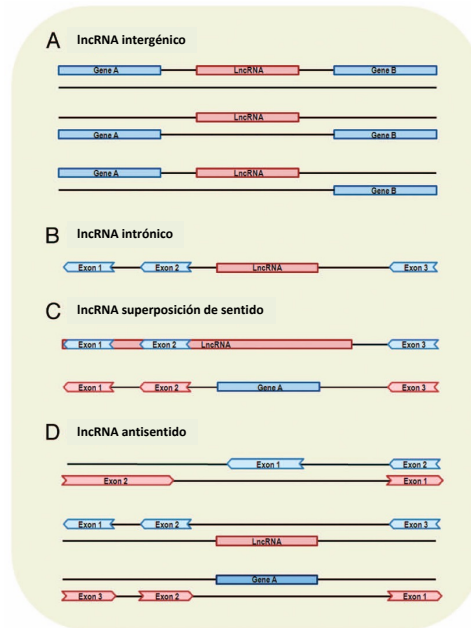 A lncRNA intergénico
Gene A LncRNA Gene B
LncRNA
Gene A Gene B
Gene A LncRNA
Gene B
B lncRNA intrónico
Exon 1 Exon 2 LncRNA Exon 3
C lncRNA superposición de sentido
Exon 1 Exon 2 LncRNA Exon 3
Exon 1 Exon 2 Gene A Exon 3
D lncRNA antisentido
Exon 1 Exon 2
Exon 2 Exon 1
Exon 1 Exon 2 Exon 3
LncRNA
Gene A
Exon 3 Exon 2 Exon 1